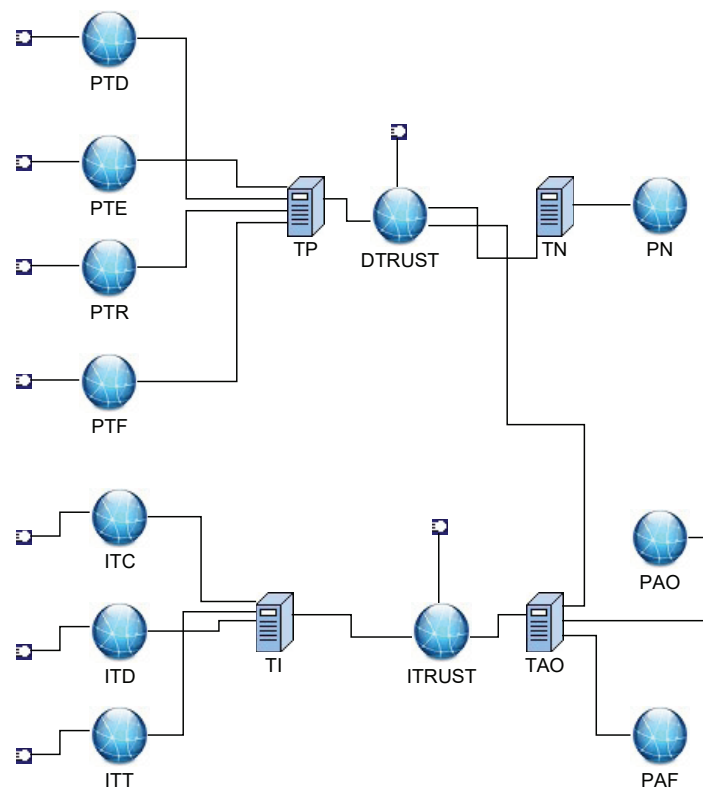 PTD
PTE
TP
DTRUST
TN
PN
PTR
PTF
ITC
PAO
ITD
TI
ITRUST
TAO
ITT
PAF